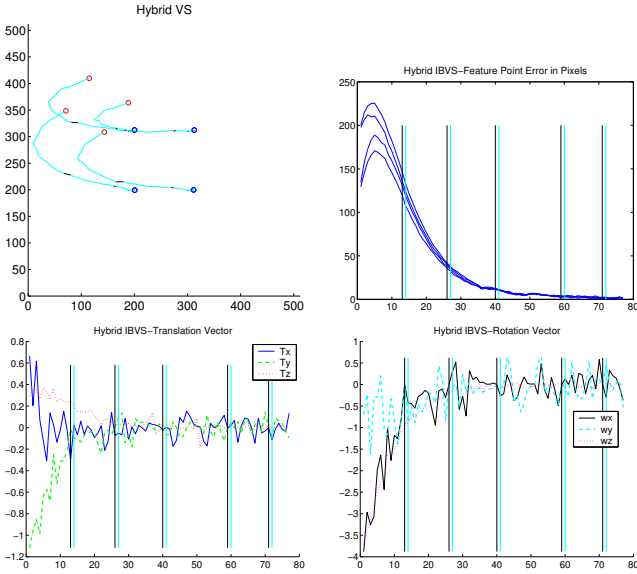 Hybrid VS
500
450
400
350
300
250
200
150
100
50
0
0 100 200 300 400 500
Hybrid IBVS-Feature Point Error in Pixels
250
200
150
100
50
0
0 10 20 30 40 50 60 70 80
Hybrid IBVS-Translation Vector
0.8
0.6
0.4
0.2
0
-0.2
-0.4
-0.6
-0.8
-1
-1.2
0 10 20 30 40 50 60 70 80
Tx
Ty
Tz
Hybrid IBVS-Rotation Vector
1
0.5
0
-0.5
-1
-1.5
-2
-2.5
-3
-3.5
-4
0 10 20 30 40 50 60 70 80
wx
wy
wz